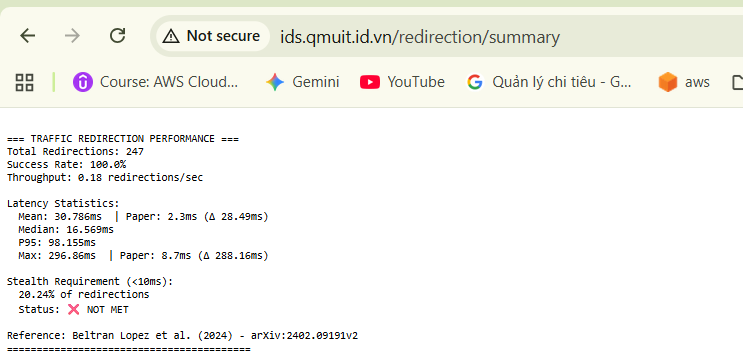 Not secure ids.qmuit.id.vn/redirection/summary
Course: AWS Cloud... Gemini YouTube Quản lý chi tiêu - G... aws
=== TRAFFIC REDIRECTION PERFORMANCE ===
Total Redirections: 247
Success Rate: 100.0%
Throughput: 0.18 redirections/sec
Latency Statistics:
Mean: 30.786ms | Paper: 2.3ms (Δ 28.49ms)
Median: 16.569ms
P95: 98.155ms
Max: 296.86ms | Paper: 8.7ms (Δ 288.16ms)
Stealth Requirement (<10ms):
20.24% of redirections
Status: ❌ NOT MET
Reference: Beltran Lopez et al. (2024) - arXiv:2402.09191v2
=========================================